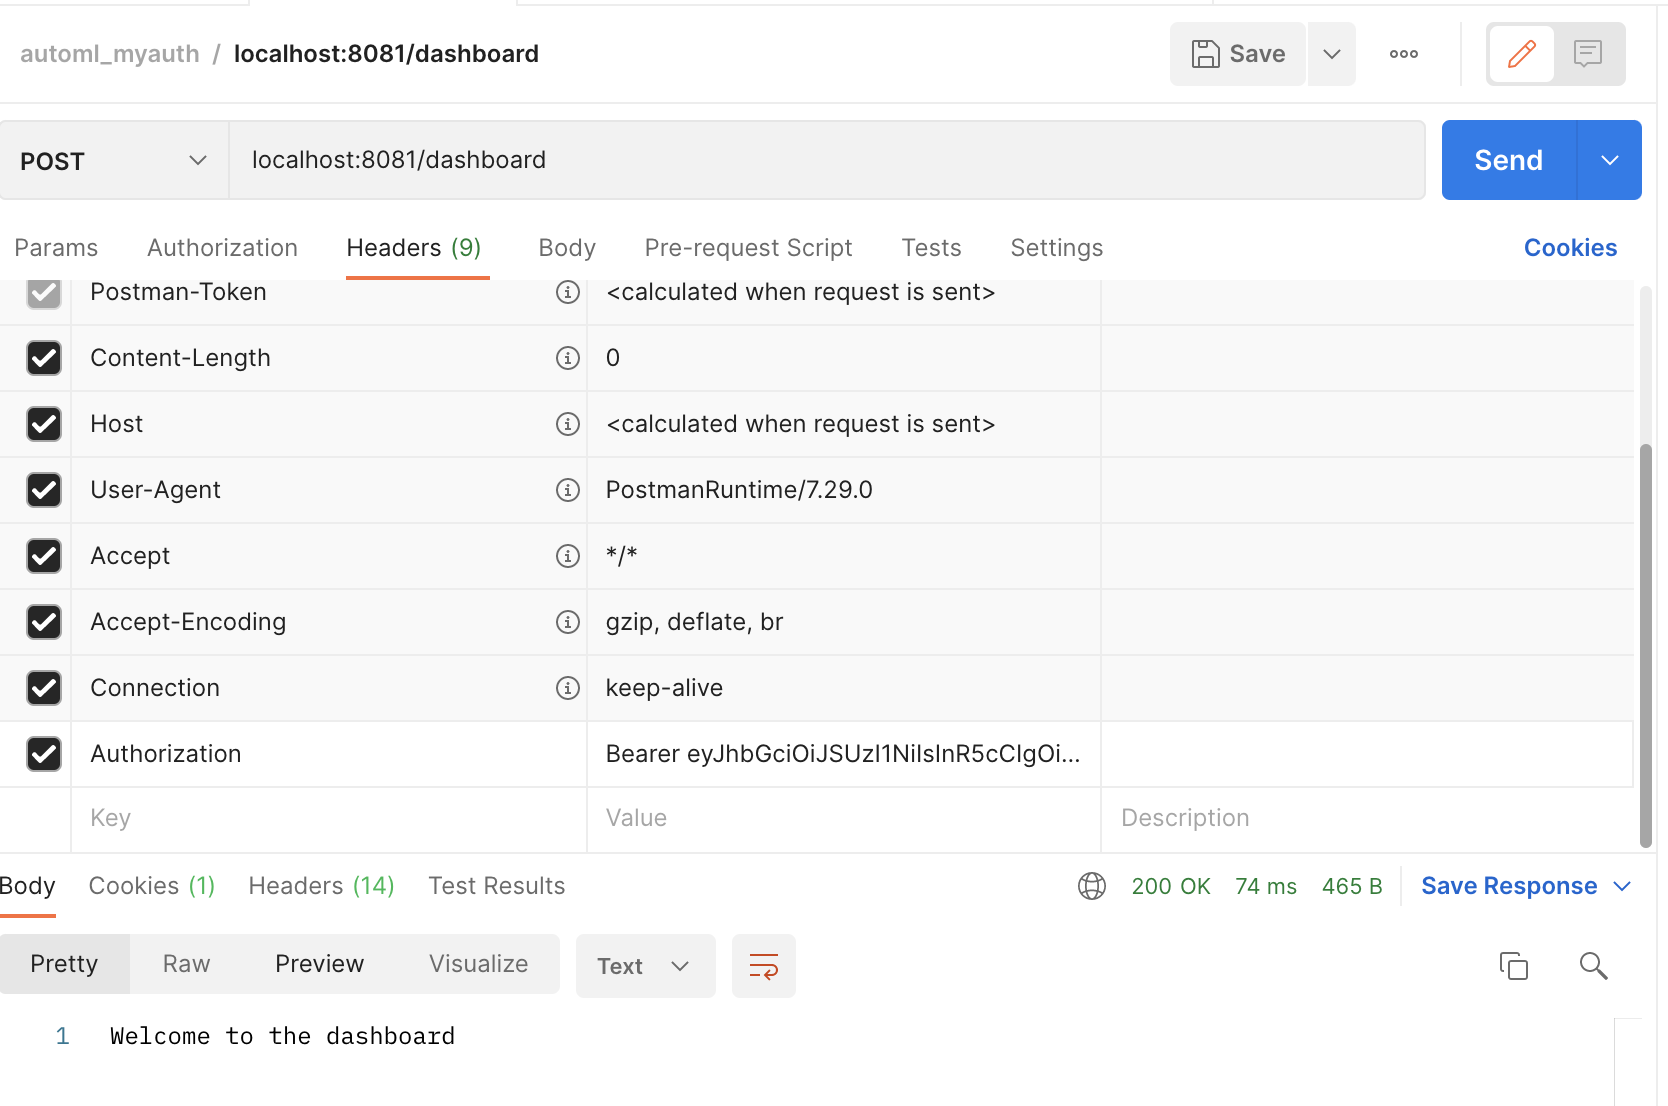 automl_myauth / localhost:8081/dashboard
Save
POST
localhost:8081/dashboard
Send
Params Authorization Headers (9) Body Pre-request Script Tests Settings Cookies
Postman-Token <calculated when request is sent>
Content-Length 0
Host <calculated when request is sent>
User-Agent PostmanRuntime/7.29.0
Accept */*
Accept-Encoding gzip, deflate, br
Connection keep-alive
Authorization Bearer eyJhbGciOiJSUzI1NiIsInR5cCIgOi...
Key Value Description
Body Cookies (1) Headers (14) Test Results 200 OK 74 ms 465 B Save Response
Pretty Raw Preview Visualize Text
1 Welcome to the dashboard